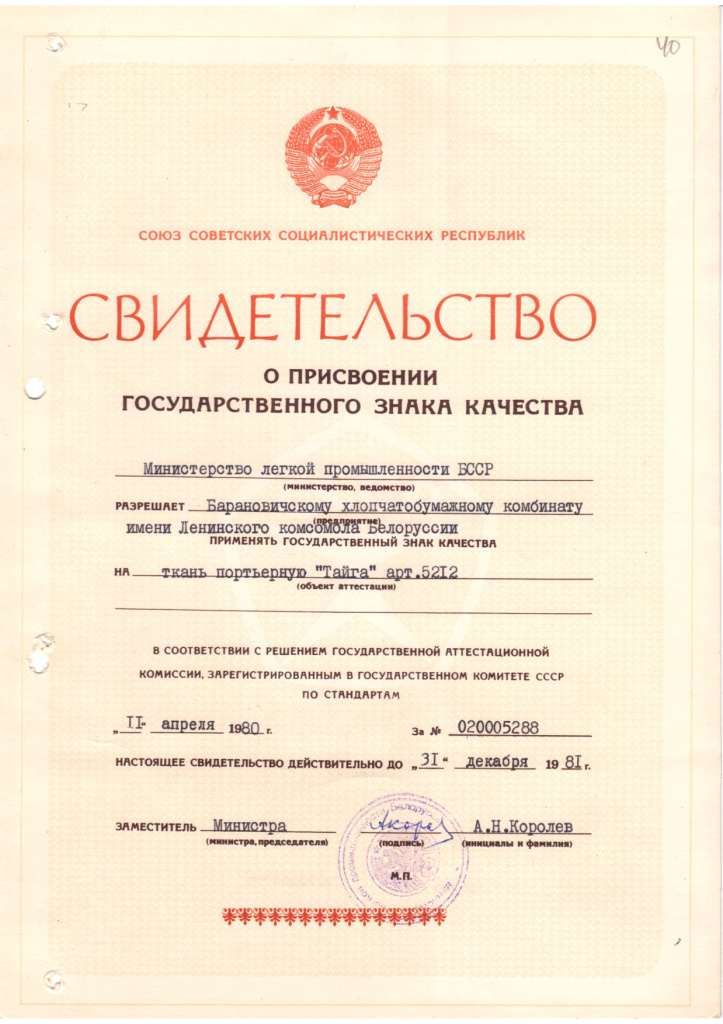 40
СОЮЗ СОВЕТСКИХ СОЦИАЛИСТИЧЕСКИХ РЕСПУБЛИК
СВИДЕТЕЛЬСТВО
О ПРИСВОЕНИИ
ГОСУДАРСТВЕННОГО ЗНАКА КАЧЕСТВА
Министерство легкой промышленности БССР
(министерство, ведомство)
РАЗРЕШАЕТ Барановичскому хлопчатобумажному комбинату
(предприятие)
имени Ленинского комсомола Белоруссии
ПРИМЕНЯТЬ ГОСУДАРСТВЕННЫЙ ЗНАК КАЧЕСТВА
НА ткань портьерную "Тайга" арт.5212
(объект аттестации)
В СООТВЕТСТВИИ С РЕШЕНИЕМ ГОСУДАРСТВЕННОЙ АТТЕСТАЦИОННОЙ
КОМИССИИ, ЗАРЕГИСТРИРОВАННЫМ В ГОСУДАРСТВЕННОМ КОМИТЕТЕ СССР
ПО СТАНДАРТАМ
„II" апреля 1980 г. За № 020005288
НАСТОЯЩЕЕ СВИДЕТЕЛЬСТВО ДЕЙСТВИТЕЛЬНО ДО „31" декабря 1981 г.
ЗАМЕСТИТЕЛЬ Министра А.Н.Королев
(министра, председателя) (подпись) (инициалы и фамилия)
М.П.